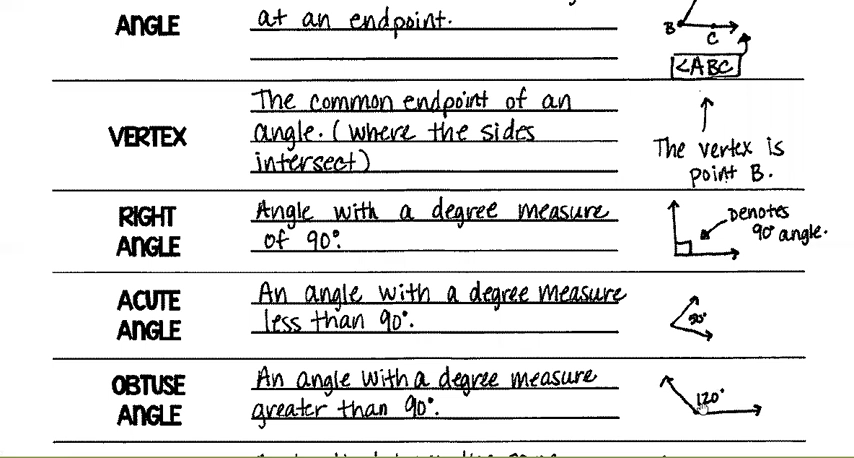 ANGLE
at an endpoint.
B
C
<ABC
VERTEX
The common endpoint of an
angle. (where the sides
intersect)
The vertex is
point B.
RIGHT
ANGLE
Angle with a degree measure
of 90°.
Denotes
90° angle.
ACUTE
ANGLE
An angle with a degree measure
less than 90°.
50°
OBTUSE
ANGLE
An angle with a degree measure
greater than 90°.
120°